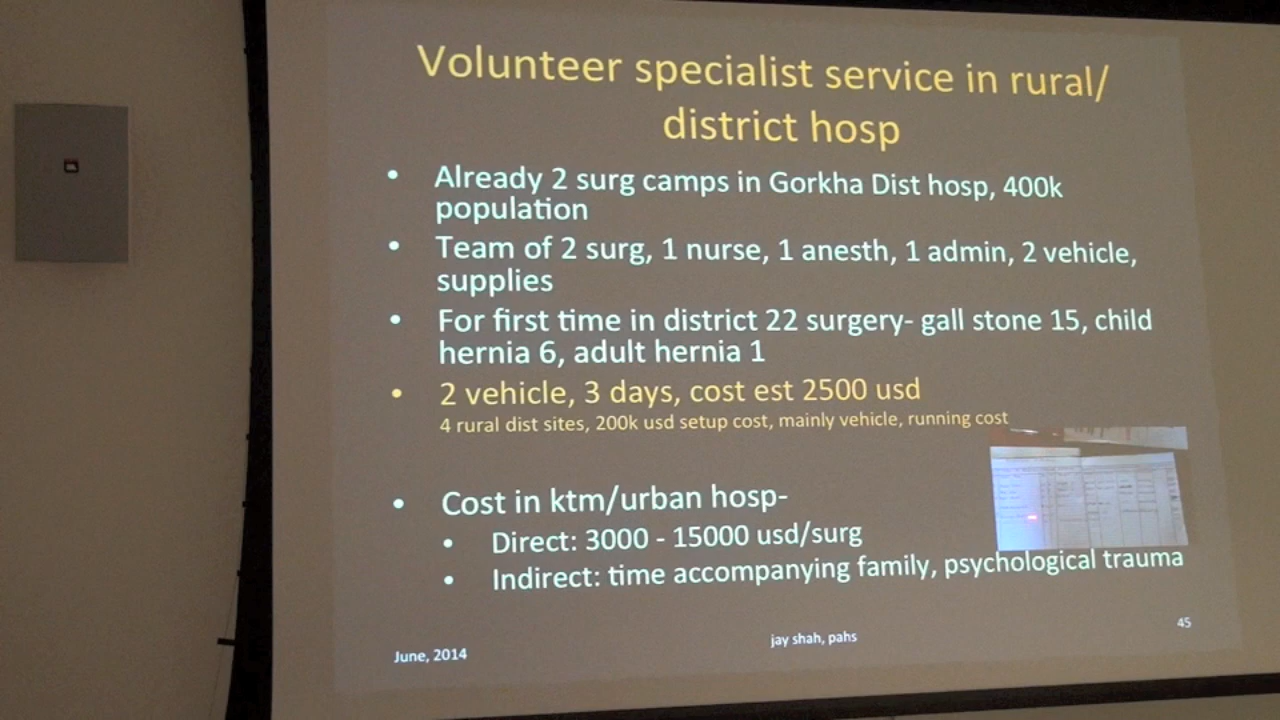 Volunteer specialist service in rural/
district hosp
• Already 2 surg camps in Gorkha Dist hosp, 400k
population
• Team of 2 surg, 1 nurse, 1 anesth, 1 admin, 2 vehicle,
supplies
• For first time in district 22 surgery- gall stone 15, child
hernia 6, adult hernia 1
• 2 vehicle, 3 days, cost est 2500 usd
4 rural dist sites, 200k usd setup cost, mainly vehicle, running cost
• Cost in ktm/urban hosp-
• Direct: 3000 - 15000 usd/surg
• Indirect: time accompanying family, psychological trauma
June, 2014
jay shah, pahs
45